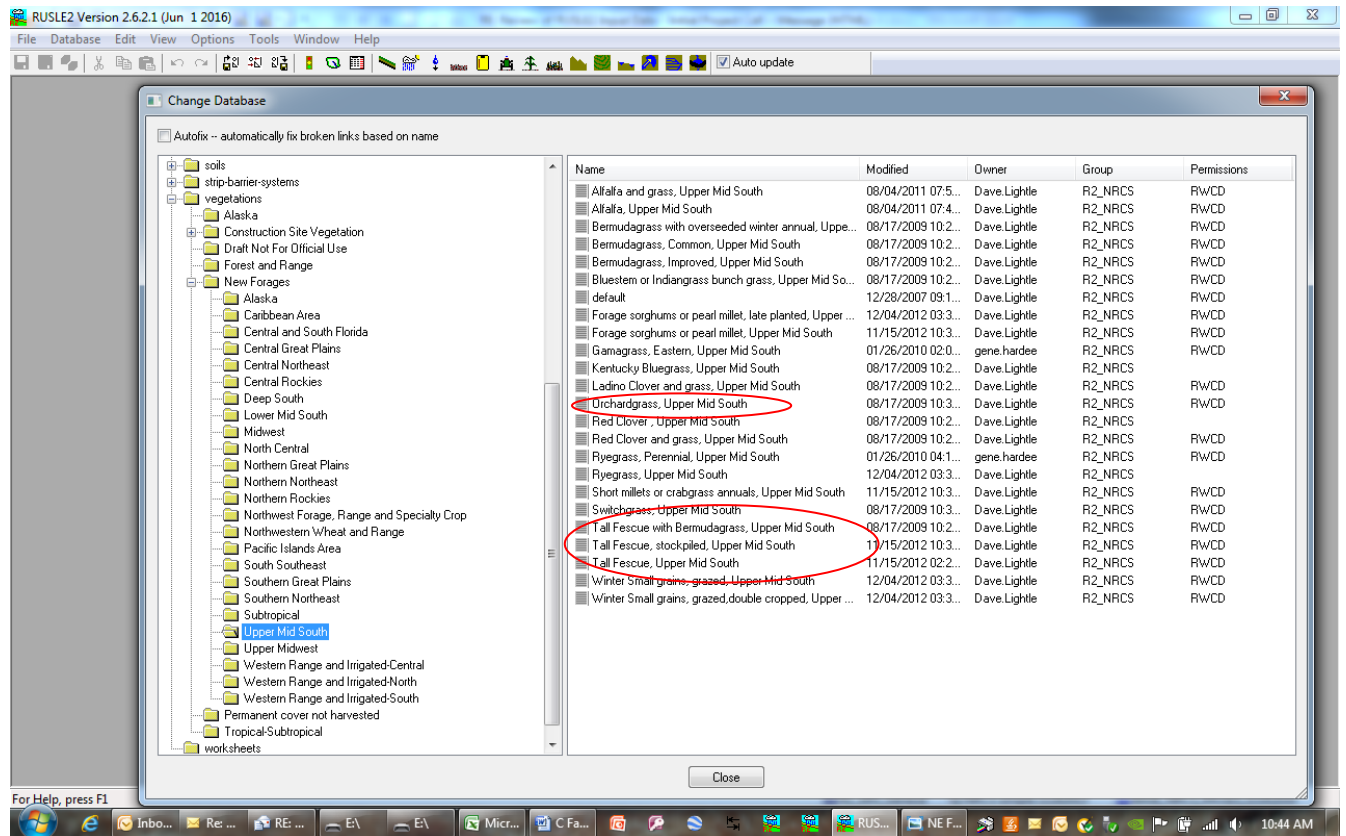 RUSLE2 Version 2.6.2.1 (Jun 1 2016)
File Database Edit View Options Tools Window Help
Auto update
Change Database
Autofix -- automatically fix broken links based on name
soils
strip-barrier-systems
vegetations
Alaska
Construction Site Vegetation
Draft Not For Official Use
Forest and Range
New Forages
Alaska
Caribbean Area
Central and South Florida
Central Great Plains
Central Northeast
Central Rockies
Deep South
Lower Mid South
Midwest
North Central
Northern Great Plains
Northern Northeast
Northern Rockies
Northwest Forage, Range and Specialty Crop
Northwestern Wheat and Range
Pacific Islands Area
South Southeast
Southern Great Plains
Southern Northeast
Subtropical
Upper Mid South
Upper Midwest
Western Range and Irrigated-Central
Western Range and Irrigated-North
Western Range and Irrigated-South
Permanent cover not harvested
Tropical-Subtropical
worksheets
Name Modified Owner Group Permissions
Alfalfa and grass, Upper Mid South 08/04/2011 07:5... Dave.Lightle R2_NRCS RWCD
Alfalfa, Upper Mid South 08/04/2011 07:4... Dave.Lightle R2_NRCS RWCD
Bermudagrass with overseeded winter annual, Uppe... 08/17/2009 10:2... Dave.Lightle R2_NRCS RWCD
Bermudagrass, Common, Upper Mid South 08/17/2009 10:2... Dave.Lightle R2_NRCS RWCD
Bermudagrass, Improved, Upper Mid South 08/17/2009 10:2... Dave.Lightle R2_NRCS RWCD
Bluestem or Indiangrass bunch grass, Upper Mid So... 08/17/2009 10:2... Dave.Lightle R2_NRCS RWCD
default 12/28/2007 09:1... Dave.Lightle R2_NRCS RWCD
Forage sorghums or pearl millet, late planted, Upper ... 12/04/2012 03:3... Dave.Lightle R2_NRCS RWCD
Forage sorghums or pearl millet, Upper Mid South 11/15/2012 10:3... Dave.Lightle R2_NRCS RWCD
Gamagrass, Eastern, Upper Mid South 01/26/2010 02:0... gene.hardee R2_NRCS RWCD
Kentucky Bluegrass, Upper Mid South 08/17/2009 10:2... Dave.Lightle R2_NRCS
Ladino Clover and grass, Upper Mid South 08/17/2009 10:2... Dave.Lightle R2_NRCS RWCD
Orchardgrass, Upper Mid South 08/17/2009 10:3... Dave.Lightle R2_NRCS RWCD
Red Clover , Upper Mid South 08/17/2009 10:2... Dave.Lightle R2_NRCS
Red Clover and grass, Upper Mid South 08/17/2009 10:2... Dave.Lightle R2_NRCS RWCD
Ryegrass, Perennial, Upper Mid South 01/26/2010 04:1... gene.hardee R2_NRCS RWCD
Ryegrass, Upper Mid South 12/04/2012 03:3... Dave.Lightle R2_NRCS
Short millets or crabgrass annuals, Upper Mid South 11/15/2012 10:3... Dave.Lightle R2_NRCS RWCD
Switchgrass, Upper Mid South 08/17/2009 10:3... Dave.Lightle R2_NRCS RWCD
Tall Fescue with Bermudagrass, Upper Mid South 08/17/2009 10:2... Dave.Lightle R2_NRCS RWCD
Tall Fescue, stockpiled, Upper Mid South 11/15/2012 10:3... Dave.Lightle R2_NRCS RWCD
Tall Fescue, Upper Mid South 11/15/2012 02:2... Dave.Lightle R2_NRCS RWCD
Winter Small grains, grazed, Upper Mid South 12/04/2012 03:3... Dave.Lightle R2_NRCS RWCD
Winter Small grains, grazed,double cropped, Upper ... 12/04/2012 03:3... Dave.Lightle R2_NRCS RWCD
Close
For Help, press F1
Inbo... Re: ... RE: ... E:\ E:\ Micr... C Fa... RUS... NE F... 10:44 AM